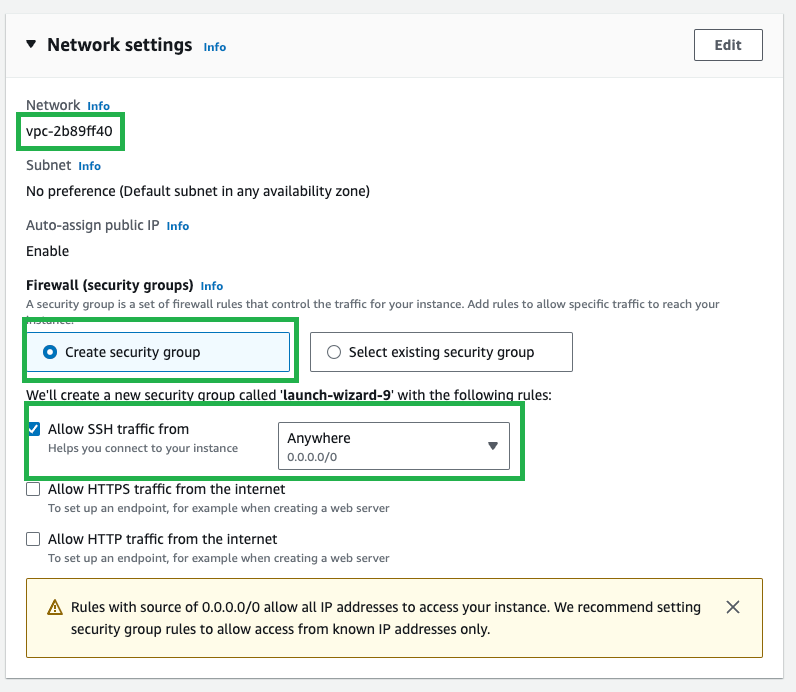 Network settings Info
Edit
Network Info
vpc-2b89ff40
Subnet Info
No preference (Default subnet in any availability zone)
Auto-assign public IP Info
Enable
Firewall (security groups) Info
A security group is a set of firewall rules that control the traffic for your instance. Add rules to allow specific traffic to reach your
instance.
Create security group
Select existing security group
We'll create a new security group called 'launch-wizard-9' with the following rules:
Allow SSH traffic from
Helps you connect to your instance
Anywhere
0.0.0.0/0
Allow HTTPS traffic from the internet
To set up an endpoint, for example when creating a web server
Allow HTTP traffic from the internet
To set up an endpoint, for example when creating a web server
Rules with source of 0.0.0.0/0 allow all IP addresses to access your instance. We recommend setting
security group rules to allow access from known IP addresses only.